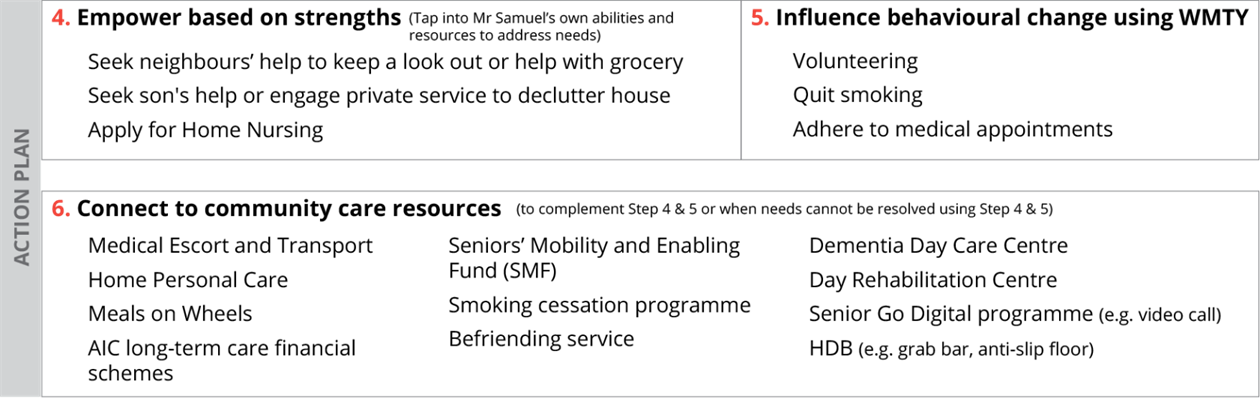 ACTION PLAN
4. Empower based on strengths (Tap into Mr Samuel's own abilities and
resources to address needs)
Seek neighbours' help to keep a look out or help with grocery
Seek son's help or engage private service to declutter house
Apply for Home Nursing
5. Influence behavioural change using WMTY
Volunteering
Quit smoking
Adhere to medical appointments
6. Connect to community care resources (to complement Step 4 & 5 or when needs cannot be resolved using Step 4 & 5)
Medical Escort and Transport
Home Personal Care
Meals on Wheels
AIC long-term care financial
schemes
Seniors' Mobility and Enabling
Fund (SMF)
Smoking cessation programme
Befriending service
Dementia Day Care Centre
Day Rehabilitation Centre
Senior Go Digital programme (e.g. video call)
HDB (e.g. grab bar, anti-slip floor)